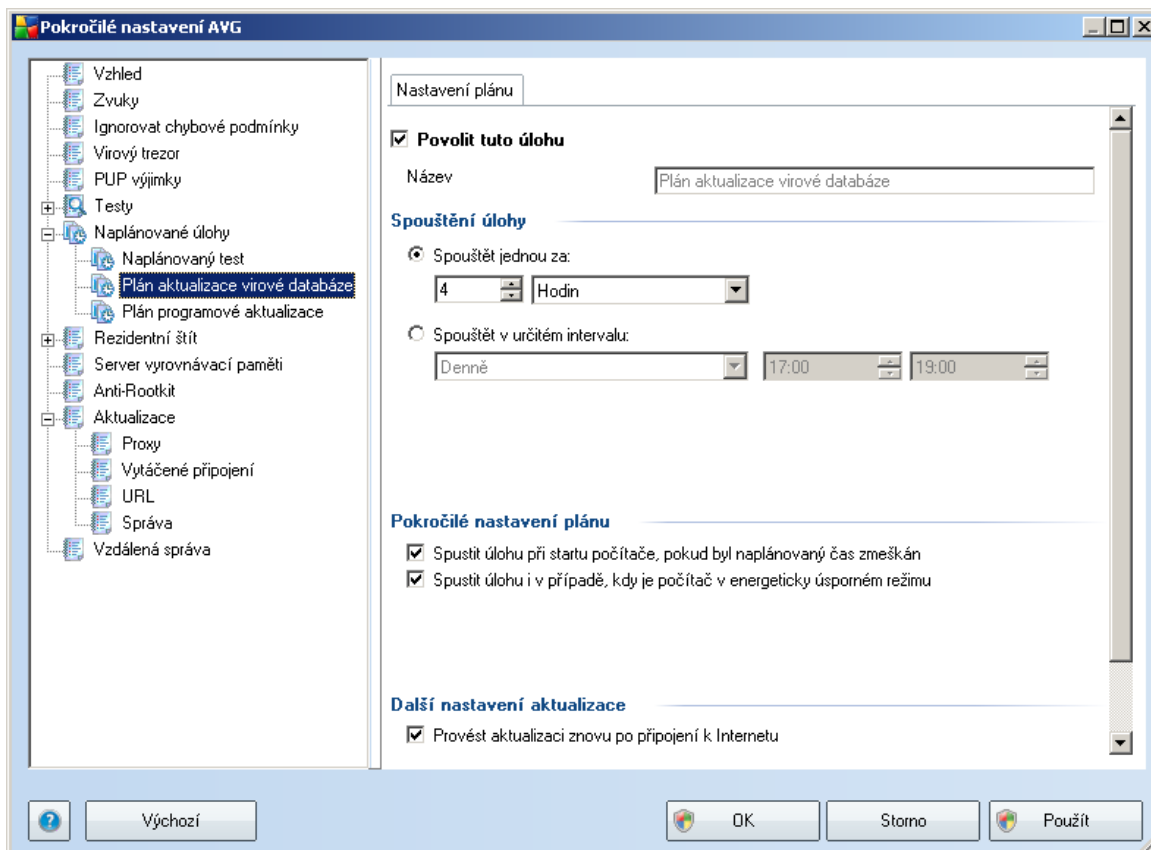 Pokročilé nastavení AVG
Vzhled
Zvuky
Ignorovat chybové podmínky
Virový trezor
PUP výjimky
Testy
Naplánované úlohy
Naplánovaný test
Plán aktualizace virové databáze
Plán programové aktualizace
Rezidentní štít
Server vyrovnávací paměti
Anti-Rootkit
Aktualizace
Proxy
Vytáčené připojení
URL
Správa
Vzdálená správa
Nastavení plánu
Povolit tuto úlohu
Název Plán aktualizace virové databáze
Spouštění úlohy
Spouštět jednou za:
4 Hodin
Spouštět v určitém intervalu:
Denně 17:00 19:00
Pokročilé nastavení plánu
Spustit úlohu při startu počítače, pokud byl naplánovaný čas zmeškán
Spustit úlohu i v případě, kdy je počítač v energeticky úsporném režimu
Další nastavení aktualizace
Provést aktualizaci znovu po připojení k Internetu
? Výchozí OK Storno Použít